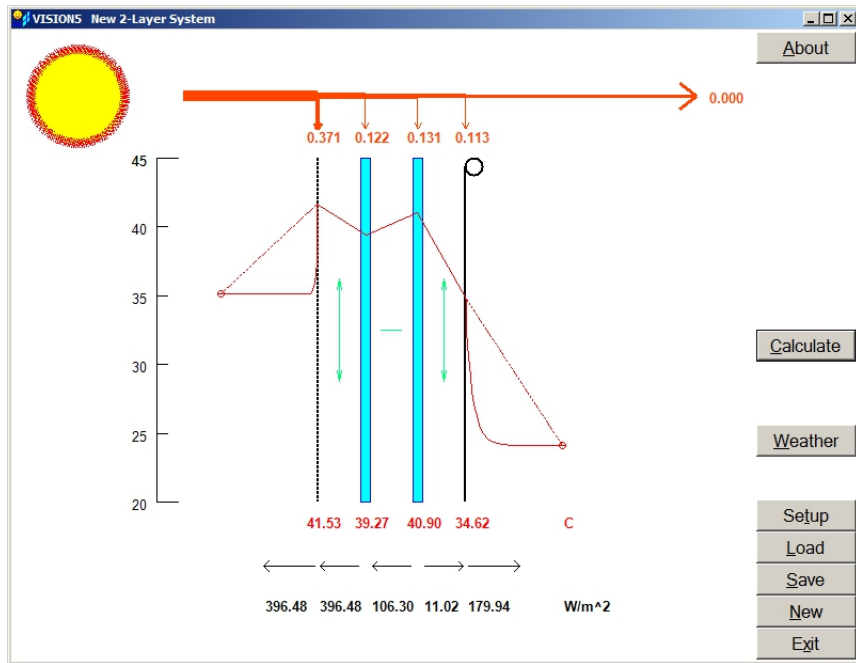 VISION5 New 2-Layer System
About
0.000
0.371 0.122 0.131 0.113
45
40
35
30
25
20
Calculate
Weather
41.53 39.27 40.90 34.62 C
396.48 396.48 106.30 11.02 179.94 W/m^2
Setup
Load
Save
New
Exit